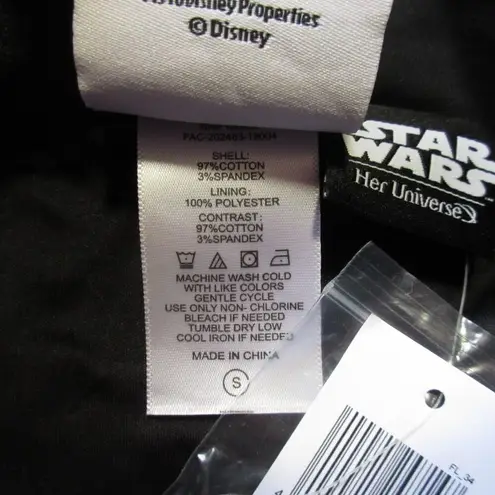 Disney Properties
©Disney
SHELL:
97%COTTON
3%SPANDEX
LINING:
100% POLYESTER
CONTRAST:
97%COTTON
3%SPANDEX
MACHINE WASH COLD
WITH LIKE COLORS
GENTLE CYCLE
USE ONLY NON- CHLORINE
BLEACH IF NEEDED
TUMBLE DRY LOW
COOL IRON IF NEEDED
MADE IN CHINA
S
STAR
WARS
Her Universe
FL_34